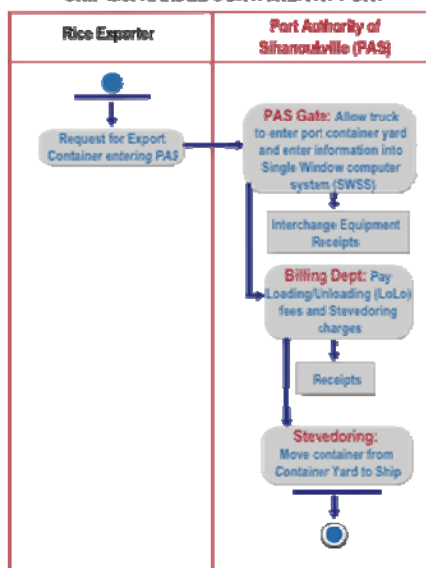 Rice Exporter
Port Authority of
Sihanoukville (PAS)
Request for Export
Container entering PAS
PAS Gate: Allow truck
to enter port container yard
and enter information into
Single Window computer
system (SWSS)
Interchange Equipment
Receipts
Billing Dept: Pay
Loading/Unloading (LoLo)
fees and Stevedoring
charges
Receipts
Stevedoring:
Move container from
Container Yard to Ship